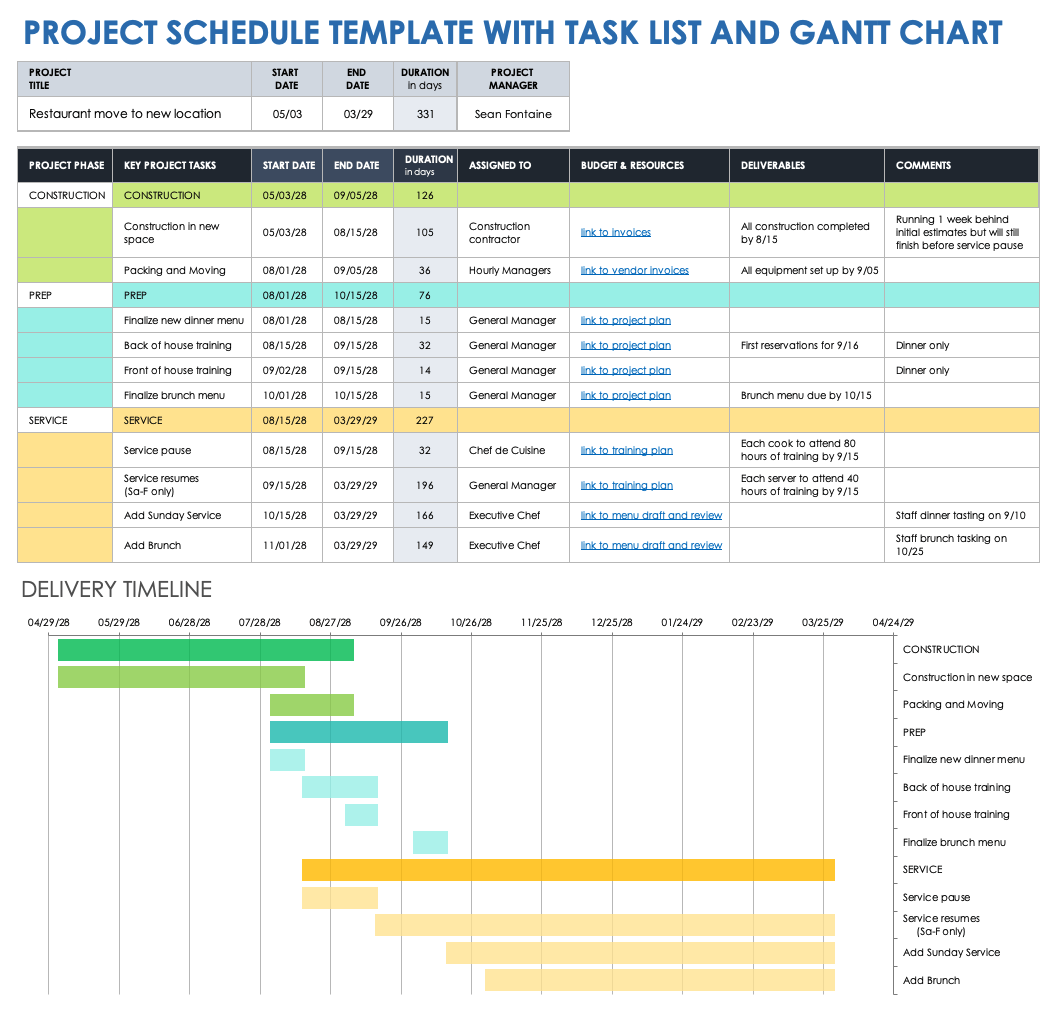 PROJECT SCHEDULE TEMPLATE WITH TASK LIST AND GANTT CHART
PROJECT TITLE START DATE END DATE DURATION in days PROJECT MANAGER
Restaurant move to new location 05/03 03/29 331 Sean Fontaine
PROJECT PHASE KEY PROJECT TASKS START DATE END DATE DURATION in days ASSIGNED TO BUDGET & RESOURCES DELIVERABLES COMMENTS
CONSTRUCTION CONSTRUCTION 05/03/28 09/05/28 126
Construction in new space 05/03/28 08/15/28 105 Construction contractor link to invoices All construction completed by 8/15 Running 1 week behind initial estimates but will still finish before service pause
Packing and Moving 08/01/28 09/05/28 36 Hourly Managers link to vendor invoices All equipment set up by 9/05
PREP PREP 08/01/28 10/15/28 76
Finalize new dinner menu 08/01/28 08/15/28 15 General Manager link to project plan
Back of house training 08/15/28 09/15/28 32 General Manager link to project plan First reservations for 9/16 Dinner only
Front of house training 09/02/28 09/15/28 14 General Manager link to project plan Dinner only
Finalize brunch menu 10/01/28 10/15/28 15 General Manager link to project plan Brunch menu due by 10/15
SERVICE SERVICE 08/15/28 03/29/29 227
Service pause 08/15/28 09/15/28 32 Chef de Cuisine link to training plan Each cook to attend 80 hours of training by 9/15
Service resumes (Sa-F only) 09/15/28 03/29/29 196 General Manager link to training plan Each server to attend 40 hours of training by 9/15
Add Sunday Service 10/15/28 03/29/29 166 Executive Chef link to menu draft and review Staff dinner tasting on 9/10
Add Brunch 11/01/28 03/29/29 149 Executive Chef link to menu draft and review Staff brunch tasking on 10/25
DELIVERY TIMELINE
04/29/28 05/29/28 06/28/28 07/28/28 08/27/28 09/26/28 10/26/28 11/25/28 12/25/28 01/24/29 02/23/29 03/25/29 04/24/29
CONSTRUCTION
Construction in new space
Packing and Moving
PREP
Finalize new dinner menu
Back of house training
Front of house training
Finalize brunch menu
SERVICE
Service pause
Service resumes
(Sa-F only)
Add Sunday Service
Add Brunch